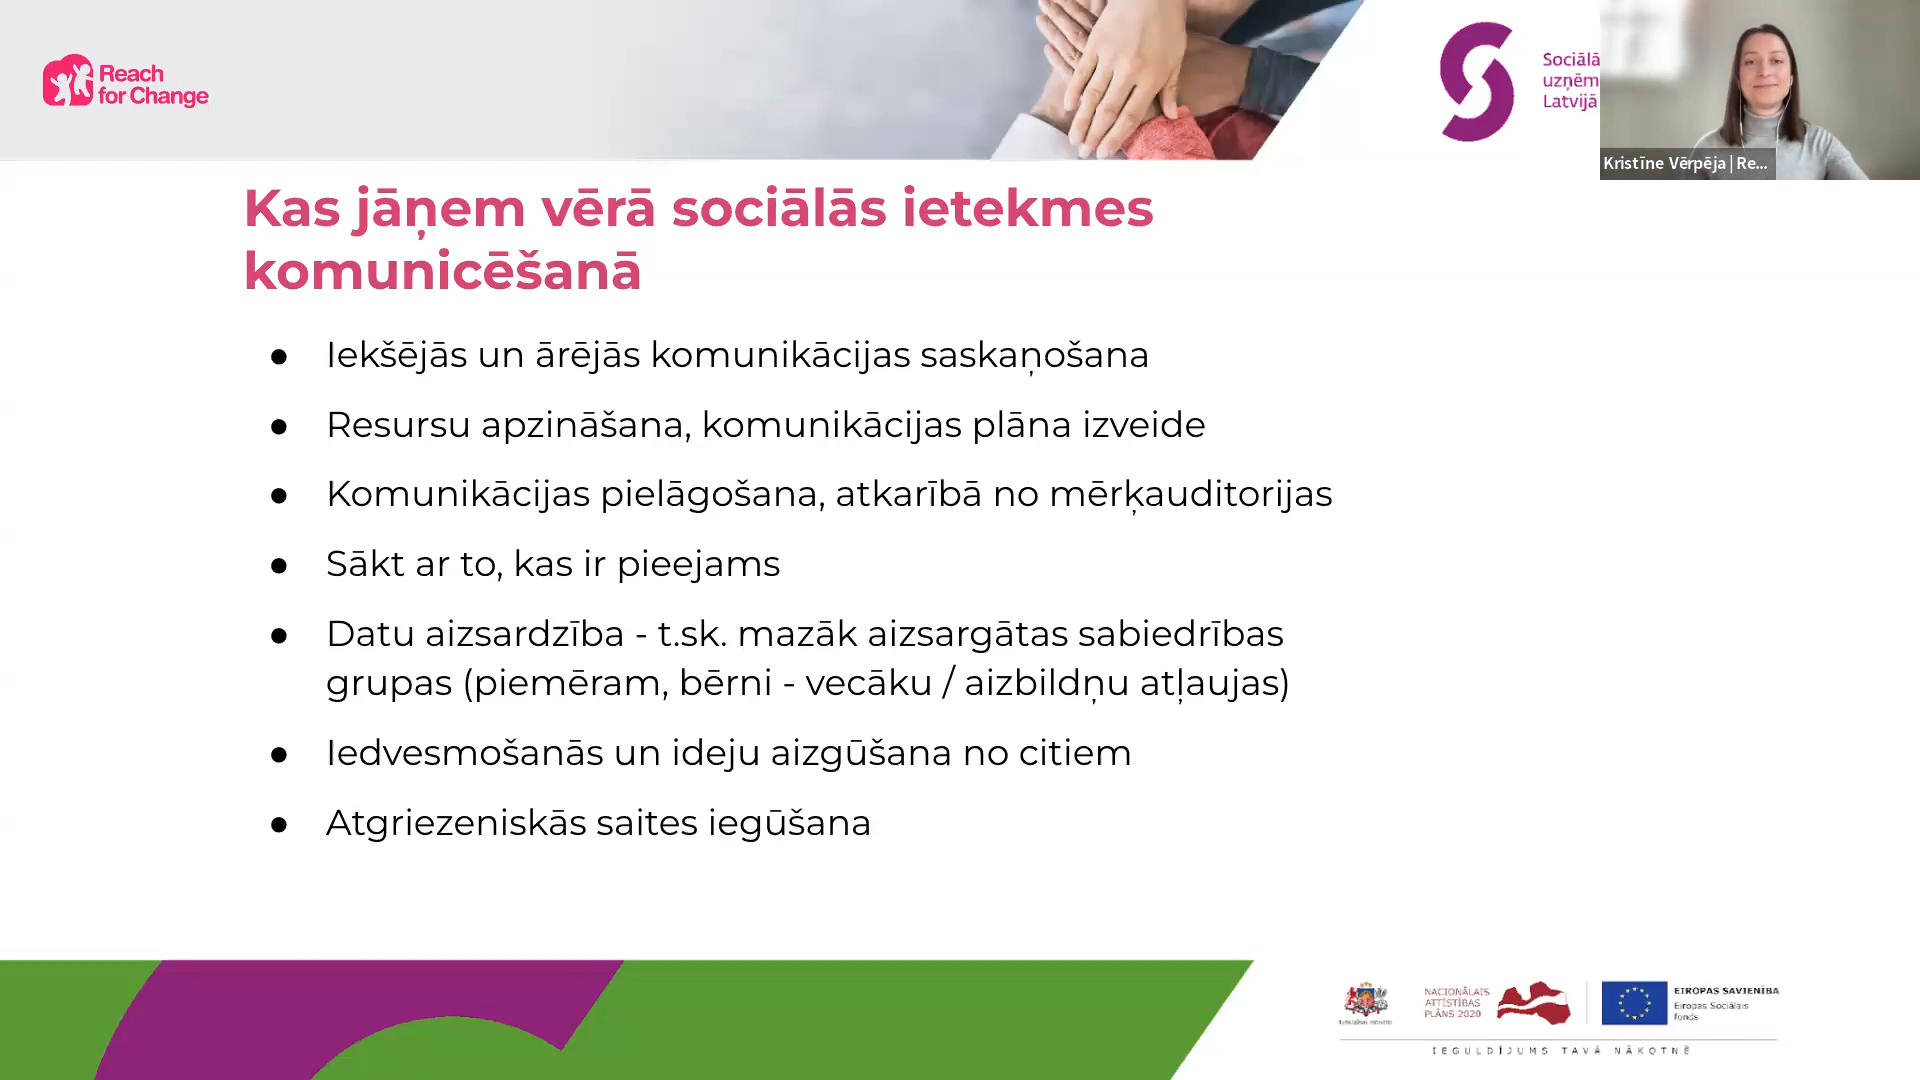 Reach
for Change
Sociālā
uzņēm
Latvijā
Kristīne Vērpēja | Re...
Kas jāņem vērā sociālās ietekmes
komunicēšanā
● Iekšējās un ārējās komunikācijas saskaņošana
● Resursu apzināšana, komunikācijas plāna izveide
● Komunikācijas pielāgošana, atkarībā no mērķauditorijas
● Sākt ar to, kas ir pieejams
● Datu aizsardzība - t.sk. mazāk aizsargātas sabiedrības
grupas (piemēram, bērni - vecāku / aizbildņu atļaujas)
● Iedvesmošanās un ideju aizgūšana no citiem
● Atgriezeniskās saites iegūšana
NACIONĀLAIS
ATTĪSTĪBAS
PLĀNS 2020
EIROPAS SAVIENĪBA
Eiropas Sociālais
fonds
IEGULDĪJUMS TAVĀ NĀKOTNĒ